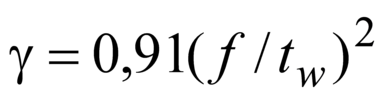 γ = 0,91(f / t_w)²